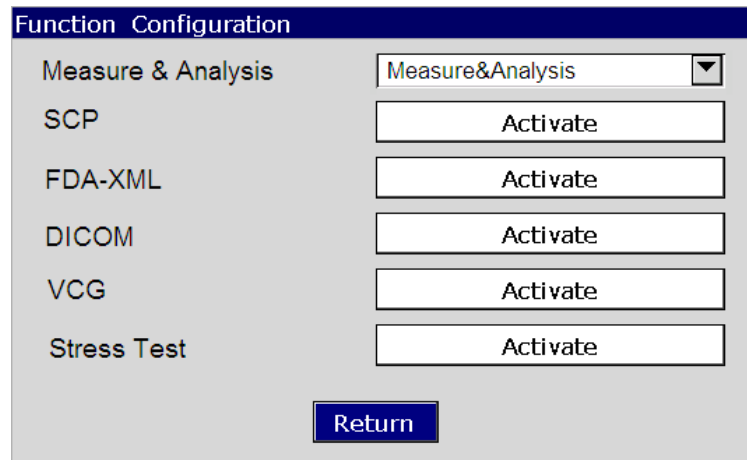 Function Configuration
Measure & Analysis Measure&Analysis
SCP Activate
FDA-XML Activate
DICOM Activate
VCG Activate
Stress Test Activate
Return